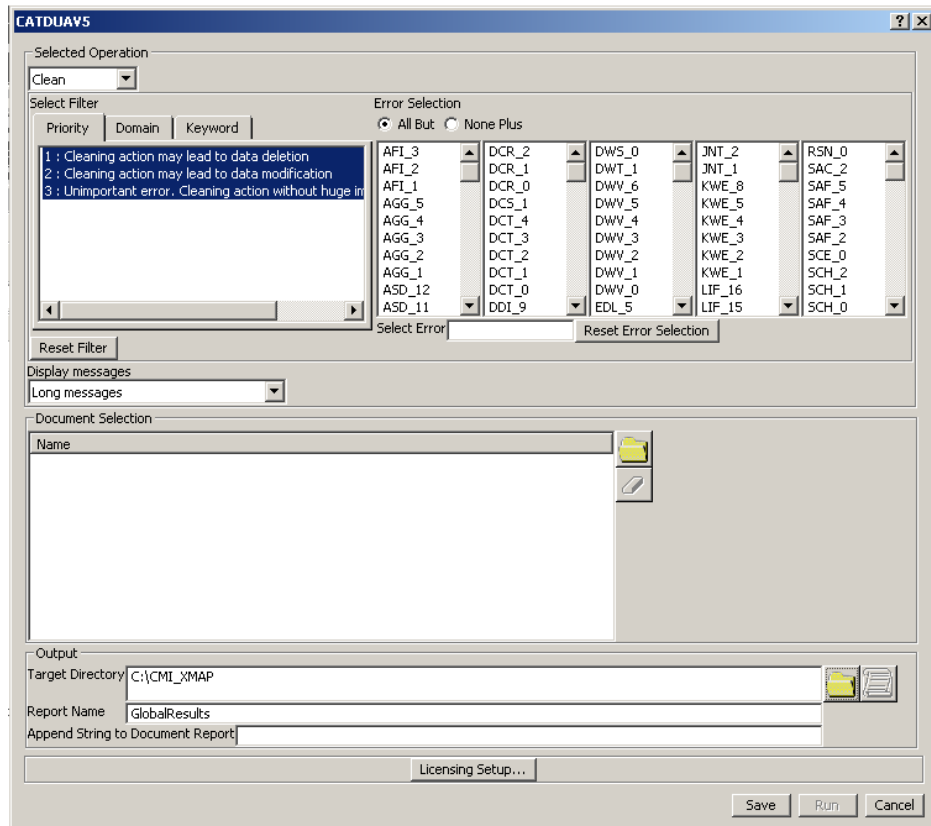 CATDUAV5
Selected Operation
Clean
Select Filter
Priority Domain Keyword
1 : Cleaning action may lead to data deletion
2 : Cleaning action may lead to data modification
3 : Unimportant error. Cleaning action without huge in
Reset Filter
Error Selection
All But None Plus
AFI_3 DCR_2 DWS_0 JNT_2 RSN_0
AFI_2 DCR_1 DWT_1 JNT_1 SAC_2
AFI_1 DCR_0 DWV_6 KWE_8 SAF_5
AGG_5 DCS_1 DWV_5 KWE_5 SAF_4
AGG_4 DCT_4 DWV_4 KWE_4 SAF_3
AGG_3 DCT_3 DWV_3 KWE_3 SAF_2
AGG_2 DCT_2 DWV_2 KWE_2 SCE_0
AGG_1 DCT_1 DWV_1 KWE_1 SCH_2
ASD_12 DCT_0 DWV_0 LIF_16 SCH_1
ASD_11 DDI_9 EDL_5 LIF_15 SCH_0
Select Error Reset Error Selection
Display messages
Long messages
Document Selection
Name
Output
Target Directory C:\CMI_XMAP
Report Name GlobalResults
Append String to Document Report
Licensing Setup...
Save Run Cancel